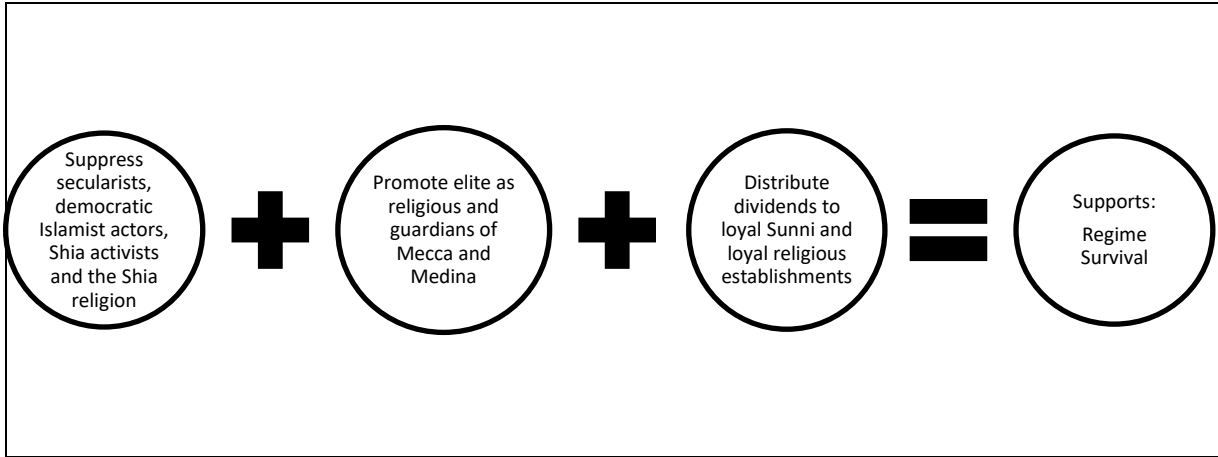 Suppress
secularists,
democratic
Islamist actors,
Shia activists
and the Shia
religion
Promote elite as
religious and
guardians of
Mecca and
Medina
Distribute
dividends to
loyal Sunni and
loyal religious
establishments
Supports:
Regime
Survival